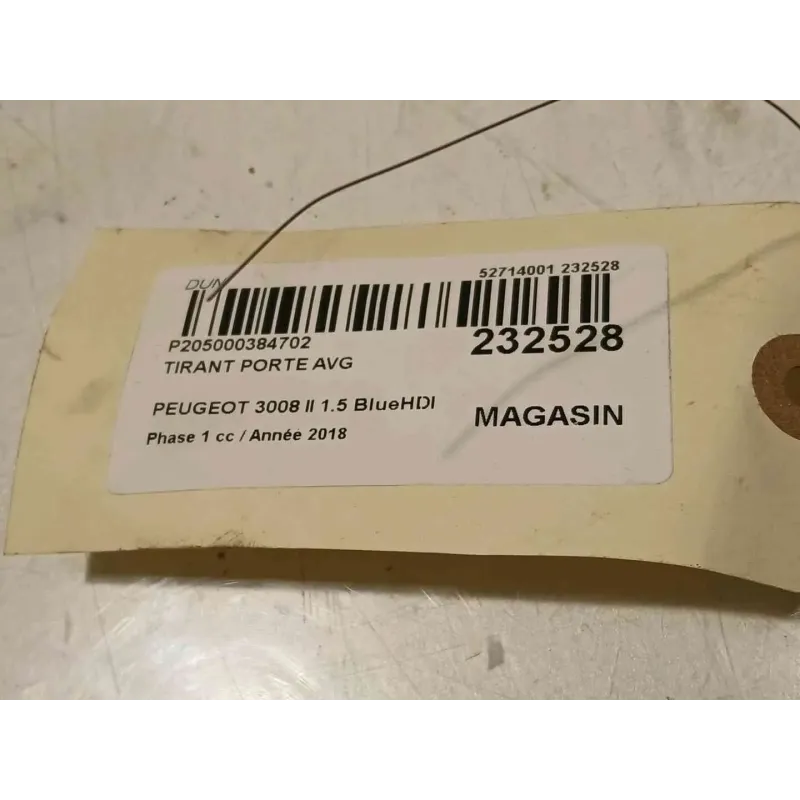 DUN
52714001 232528
P205000384702
232528
TIRANT PORTE AVG
PEUGEOT 3008 II 1.5 BlueHDI
MAGASIN
Phase 1 cc / Année 2018